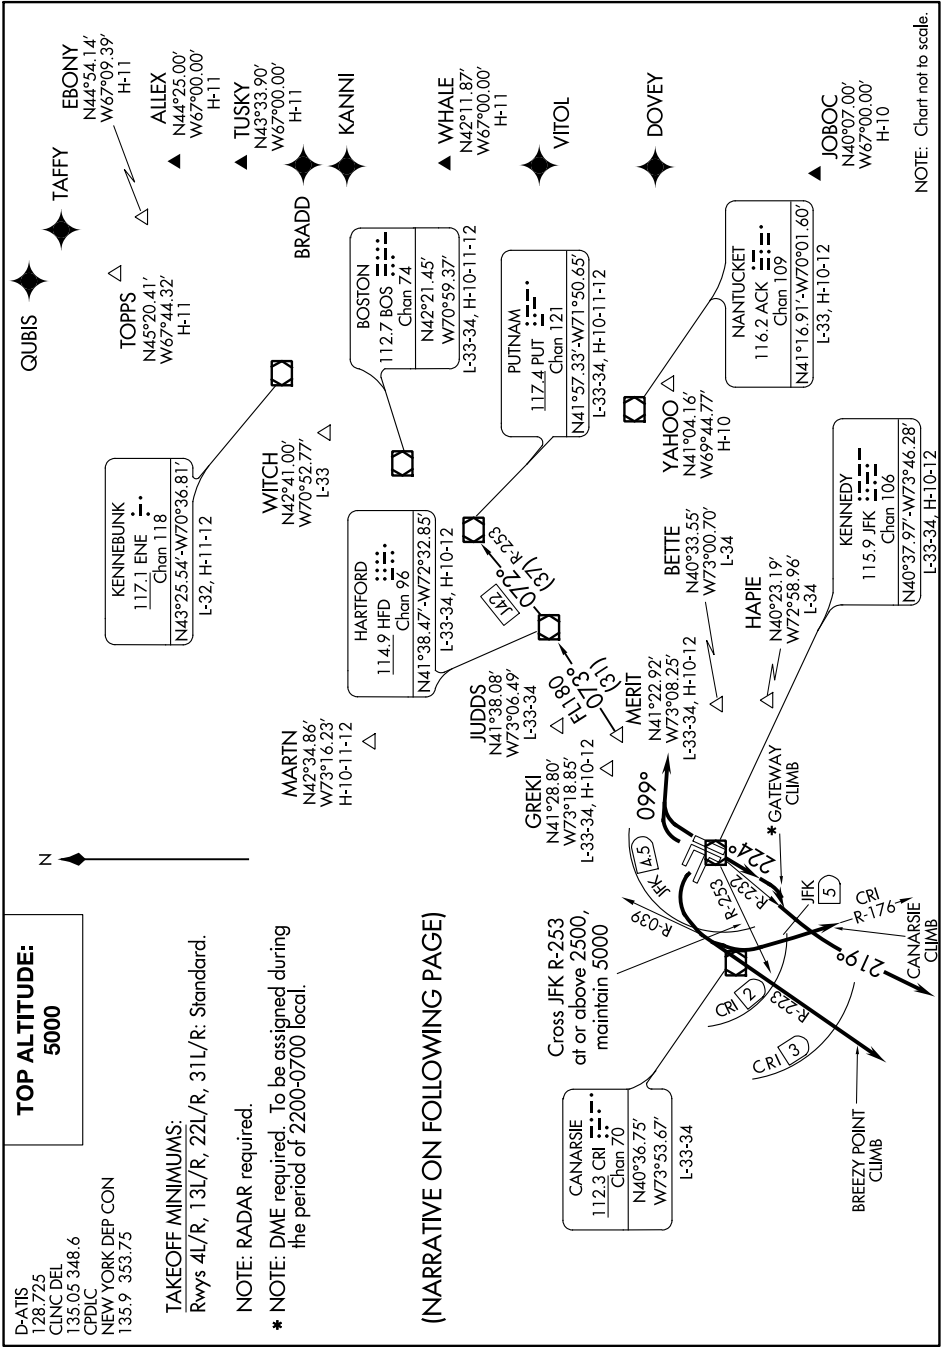 D-ATIS
128.725
CLNC DEL
135.05 348.6
CPDLC
NEW YORK DEP CON
135.9 353.75
TOP ALTITUDE:
5000
TAKEOFF MINIMUMS:
Rwys 4L/R, 13L/R, 22L/R, 31L/R: Standard.
NOTE: RADAR required.
* NOTE: DME required. To be assigned during
the period of 2200-0700 local.
(NARRATIVE ON FOLLOWING PAGE)
N
QUBIS
TAFFY
EBONY
N44°54.14'
W67°09.39'
H-11
TOPPS
N45°20.41'
W67°44.32'
H-11
ALLEX
N44°25.00'
W67°00.00'
H-11
TUSKY
N43°33.90'
W67°00.00'
H-11
BRADD
KANNI
WHALE
N42°11.87'
W67°00.00'
H-11
VITOL
DOVEY
JOBOC
N40°07.00'
W67°00.00'
H-10
KENNEBUNK
117.1 ENE
Chan 118
N43°25.54'-W70°36.81'
L-32, H-11-12
WITCH
N42°41.00'
W70°52.77'
L-33
BOSTON
112.7 BOS
Chan 74
N42°21.45'
W70°59.37'
L-33-34, H-10-11-12
PUTNAM
117.4 PUT
Chan 121
N41°57.33'-W71°50.65'
L-33-34, H-10-11-12
NANTUCKET
116.2 ACK
Chan 109
N41°16.91'-W70°01.60'
L-33, H-10-12
YAHOO
N41°04.16'
W69°44.77'
H-10
HARTFORD
114.9 HFD
Chan 96
N41°38.47'-W72°32.85'
L-33-34, H-10-12
J42
072°
(37)
R-253
FL180
073°
(31)
MARTN
N42°34.86'
W73°16.23'
H-10-11-12
JUDDS
N41°38.08'
W73°06.49'
L-33-34
GREKI
N41°28.80'
W73°18.85'
L-33-34, H-10-12
MERIT
N41°22.92'
W73°08.25'
L-33-34, H-10-12
BETTE
N40°33.55'
W73°00.70'
L-34
HAPIE
N40°23.19'
W72°58.96'
L-34
KENNEDY
115.9 JFK
Chan 106
N40°37.97'-W73°46.28'
L-33-34, H-10-12
099°
JFK 4.5
R-039
R-253
R-232
224°
* GATEWAY
CLIMB
JFK
5
CRI
R-176
CANARSIE
CLIMB
219°
Cross JFK R-253
at or above 2500,
maintain 5000
CRI 2
CRI 3
R-223
BREEZY POINT
CLIMB
CANARSIE
112.3 CRI
Chan 70
N40°36.75'
W73°53.67'
L-33-34
NOTE: Chart not to scale.